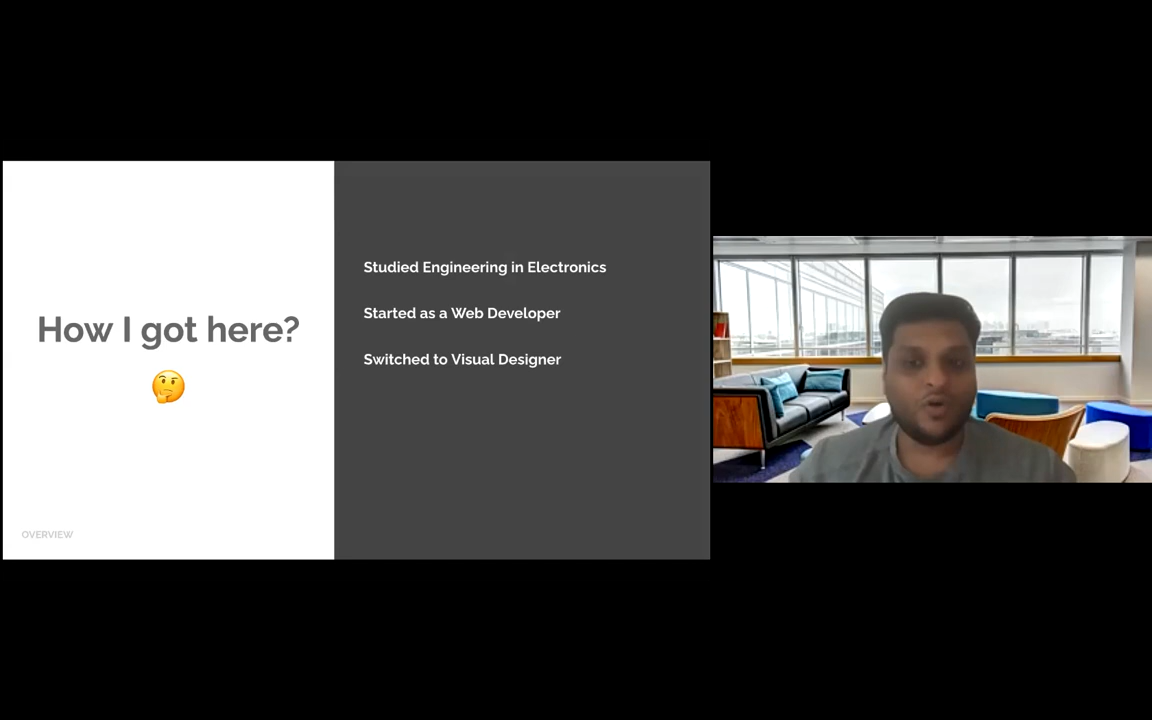 How I got here?
OVERVIEW
Studied Engineering in Electronics
Started as a Web Developer
Switched to Visual Designer